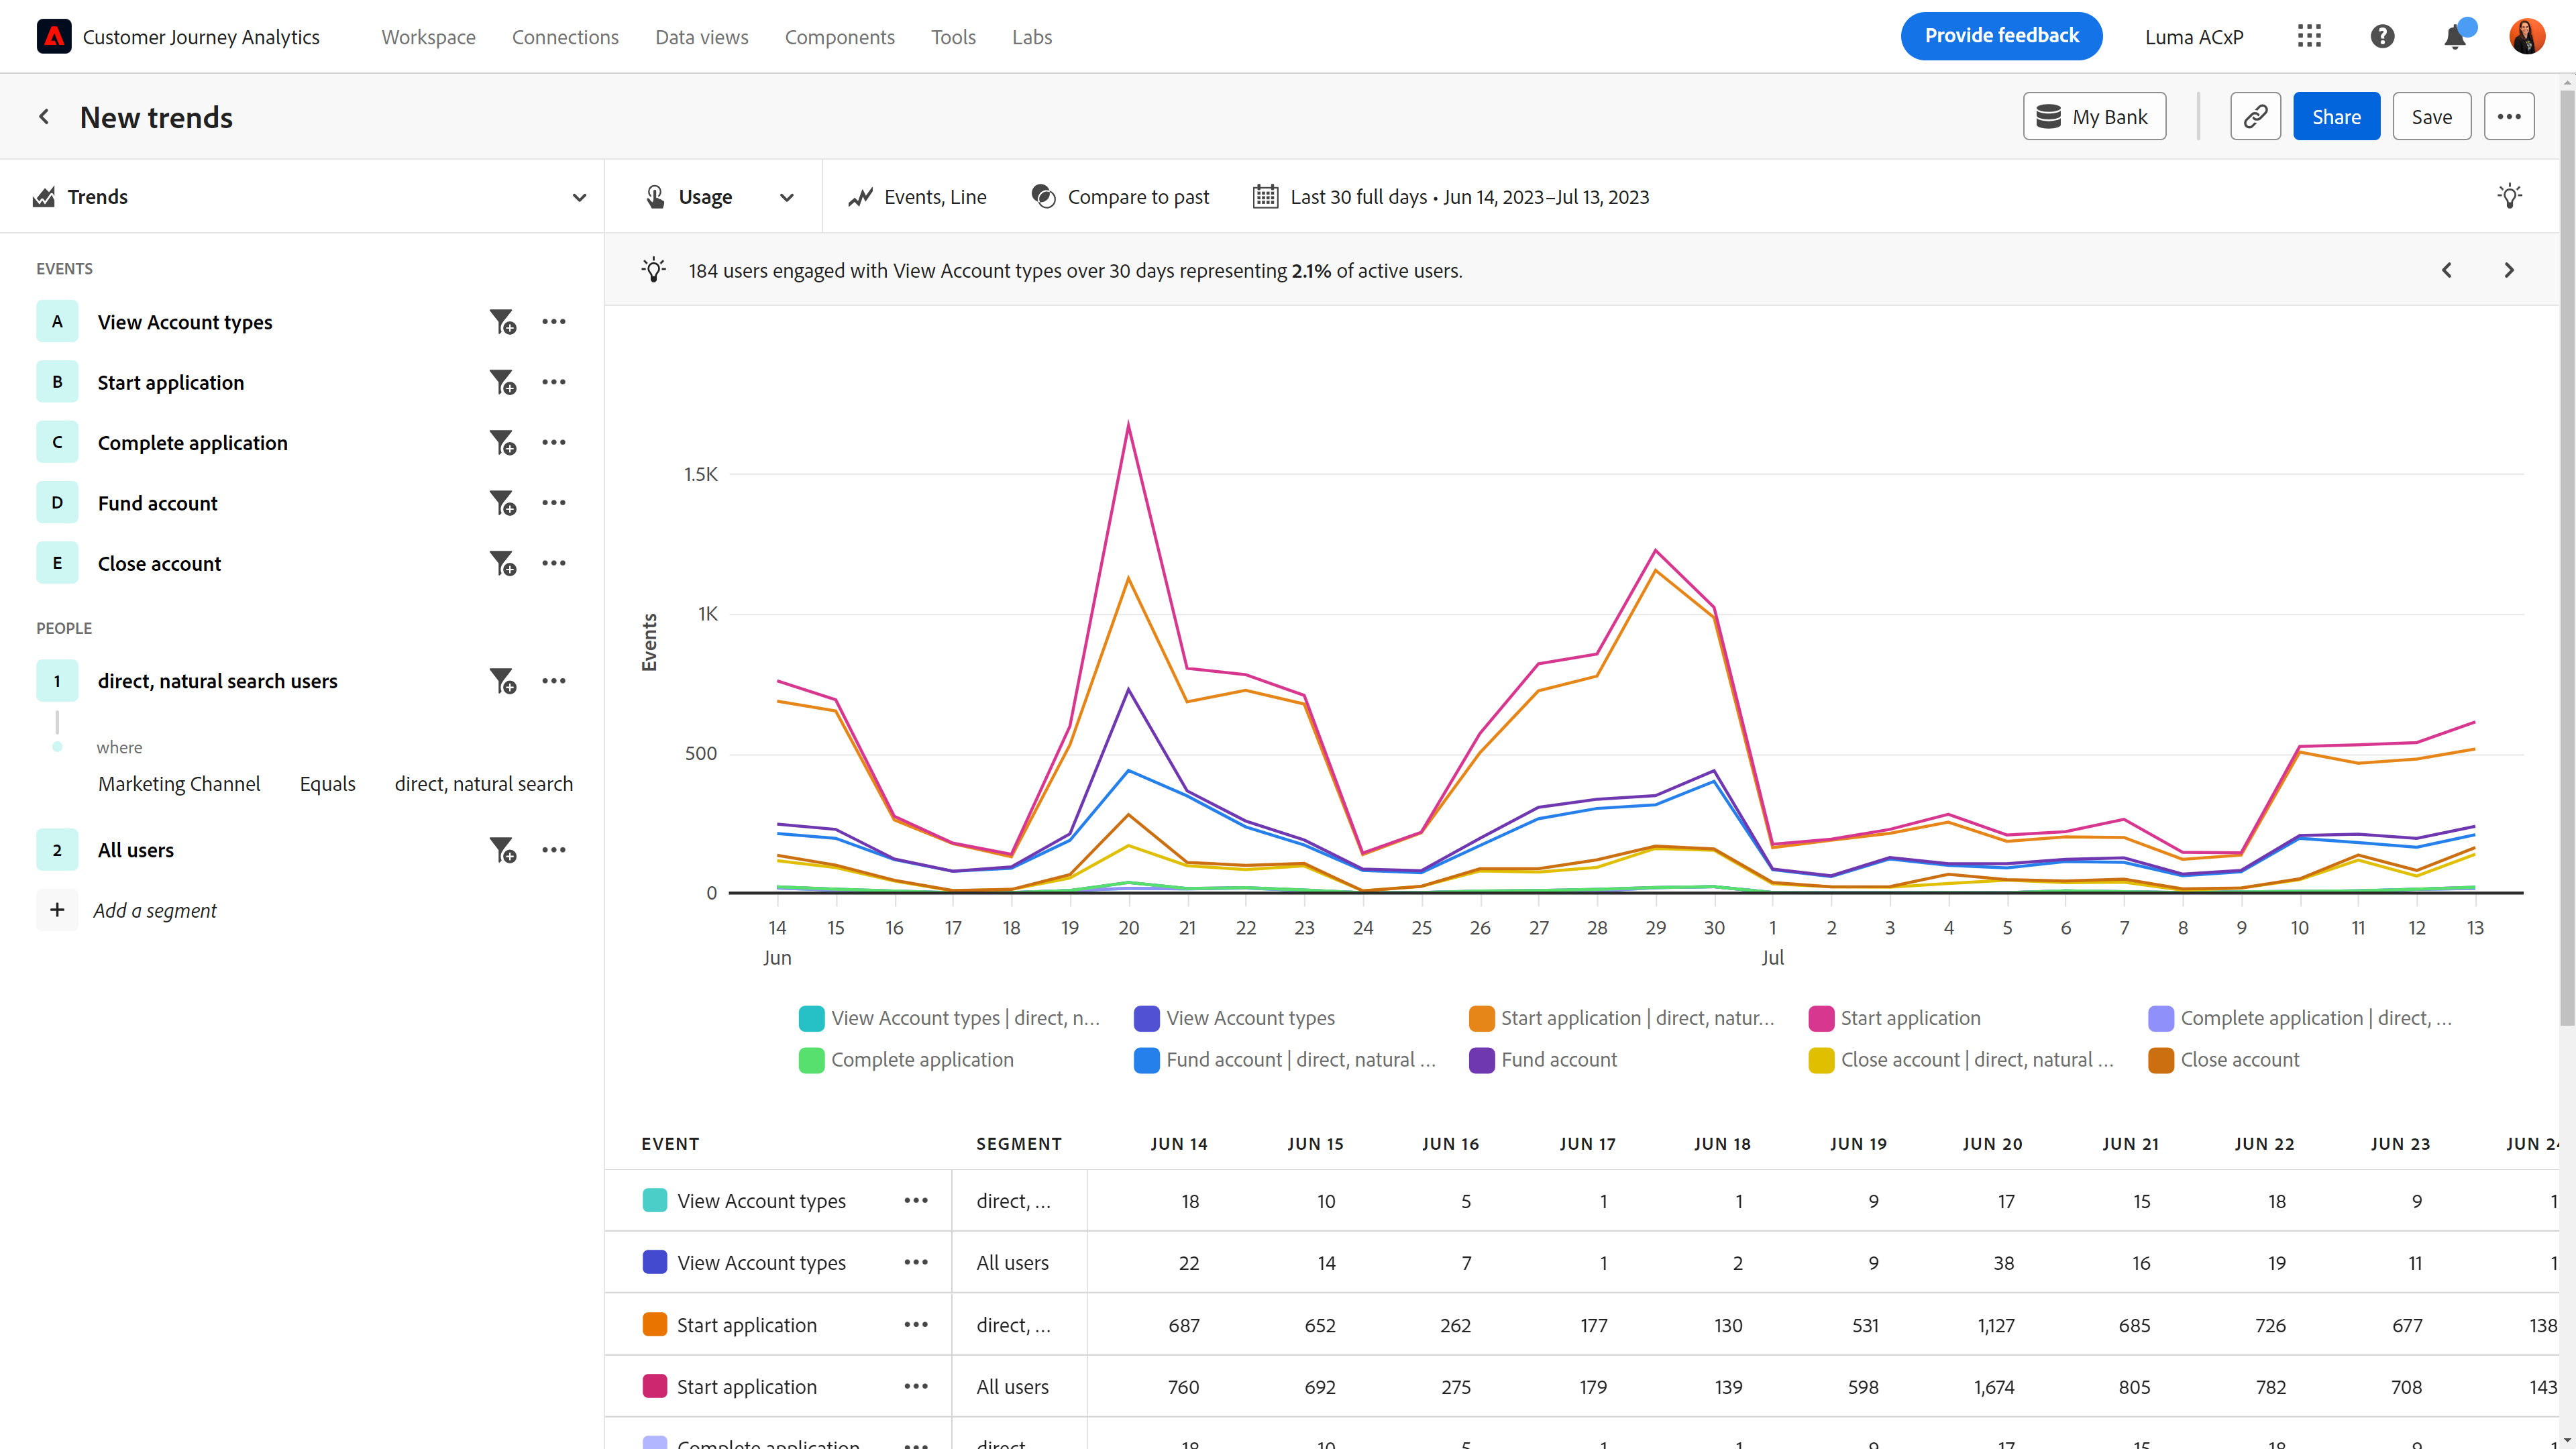 Customer Journey Analytics Workspace Connections Data views Components Tools Labs Provide feedback Luma ACxP
New trends My Bank Share Save
Trends Usage Events, Line Compare to past Last 30 full days • Jun 14, 2023–Jul 13, 2023
184 users engaged with View Account types over 30 days representing 2.1% of active users.
EVENTS
A View Account types
B Start application
C Complete application
D Fund account
E Close account
PEOPLE
1 direct, natural search users
where
Marketing Channel Equals direct, natural search
2 All users
+ Add a segment
Events
1.5K
1K
500
0
14 15 16 17 18 19 20 21 22 23 24 25 26 27 28 29 30 1 2 3 4 5 6 7 8 9 10 11 12 13
Jun Jul
View Account types | direct, n... View Account types Start application | direct, natur... Start application Complete application | direct, ...
Complete application Fund account | direct, natural ... Fund account Close account | direct, natural ... Close account
EVENT SEGMENT JUN 14 JUN 15 JUN 16 JUN 17 JUN 18 JUN 19 JUN 20 JUN 21 JUN 22 JUN 23 JUN 24
View Account types direct, ... 18 10 5 1 1 9 17 15 18 9 1
View Account types All users 22 14 7 1 2 9 38 16 19 11 1
Start application direct, ... 687 652 262 177 130 531 1,127 685 726 677 138
Start application All users 760 692 275 179 139 598 1,674 805 782 708 143
Complete application direct, 18 10 5 1 1 9 17 15 18 9 1